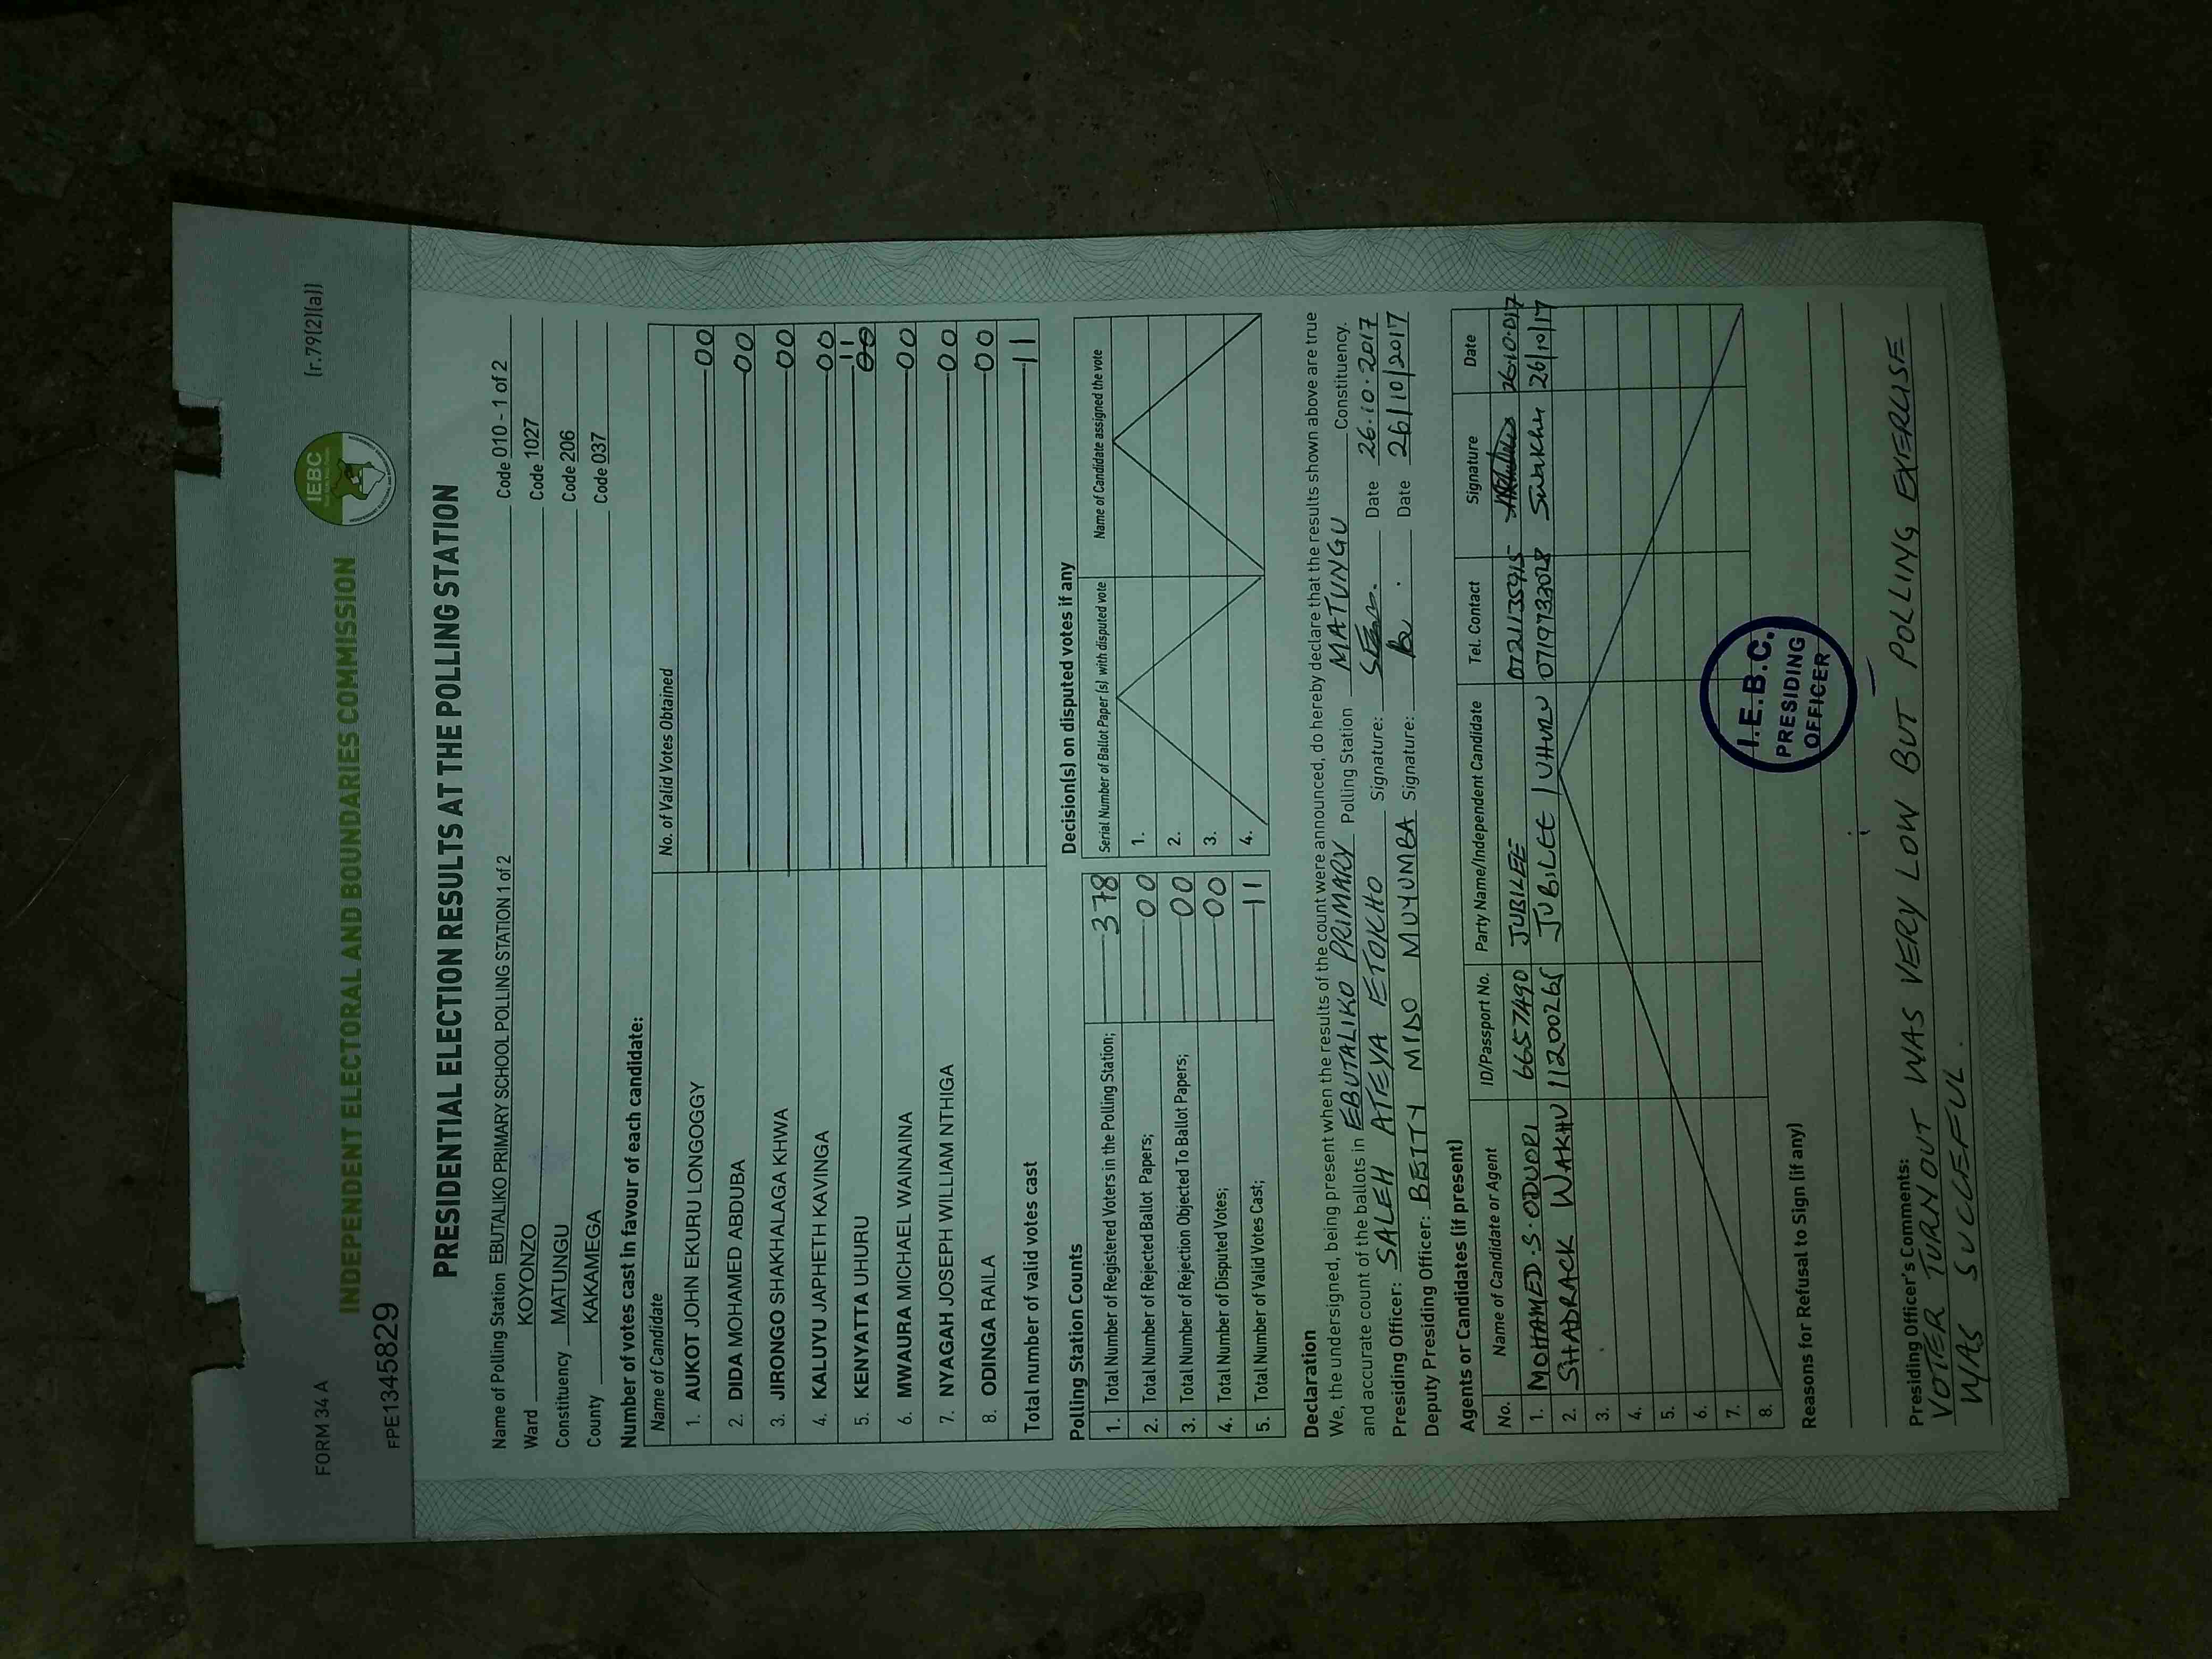 FORM 34 A
(r.79(2)(a))
IEBC
INDEPENDENT ELECTORAL AND BOUNDARIES COMMISSION
FPE1345829
PRESIDENTIAL ELECTION RESULTS AT THE POLLING STATION
Name of Polling Station EBUTALIKO PRIMARY SCHOOL POLLING STATION 1 of 2 Code 010 - 1 of 2
Ward KOYONZO Code 1027
Constituency MATUNGU Code 206
County KAKAMEGA Code 037
Number of votes cast in favour of each candidate:
Name of Candidate No. of Valid Votes Obtained
1. AUKOT JOHN EKURU LONGOGGY 00
2. DIDA MOHAMED ABDUBA 00
3. JIRONGO SHAKHALAGA KHWA 00
4. KALUYU JAPHETH KAVINGA 00
5. KENYATTA UHURU 11 00
6. MWAURA MICHAEL WAINAINA 00
7. NYAGAH JOSEPH WILLIAM NTHIGA 00
8. ODINGA RAILA 00
Total number of valid votes cast 11
Polling Station Counts
1. Total Number of Registered Voters in the Polling Station; 378
2. Total Number of Rejected Ballot Papers; 00
3. Total Number of Rejection Objected To Ballot Papers; 00
4. Total Number of Disputed Votes; 00
5. Total Number of Valid Votes Cast; 11
Decision(s) on disputed votes if any
Serial Number of Ballot Paper (s) with disputed vote Name of Candidate assigned the vote
1.
2.
3.
4.
Declaration
We, the undersigned, being present when the results of the count were announced, do hereby declare that the results shown above are true
and accurate count of the ballots in EBUTALIKO PRIMARY Polling Station MATUNGU Constituency.
Presiding Officer: SALEH ATEYA ETOKHO Signature: Date 26.10.2017
Deputy Presiding Officer: BETTY MIDO MUYUMBA Signature: Date 26/10/2017
Agents or Candidates (if present)
No. Name of Candidate or Agent ID/Passport No. Party Name/Independent Candidate Tel. Contact Signature Date
1. MOHAMED.S.ODUORI 66657490 JUBILEE 0721135915
2. SHADRACK WAKHU 11200265 JUBILEE / UHURU 0719733028 26/10/17
3.
4.
5.
6.
7.
8.
I.E.B.C.
PRESIDING
OFFICER
Reasons for Refusal to Sign (if any)
Presiding Officer's Comments:
VOTER TURNOUT WAS VERY LOW BUT POLLING EXERCISE
WAS SUCCEFUL.